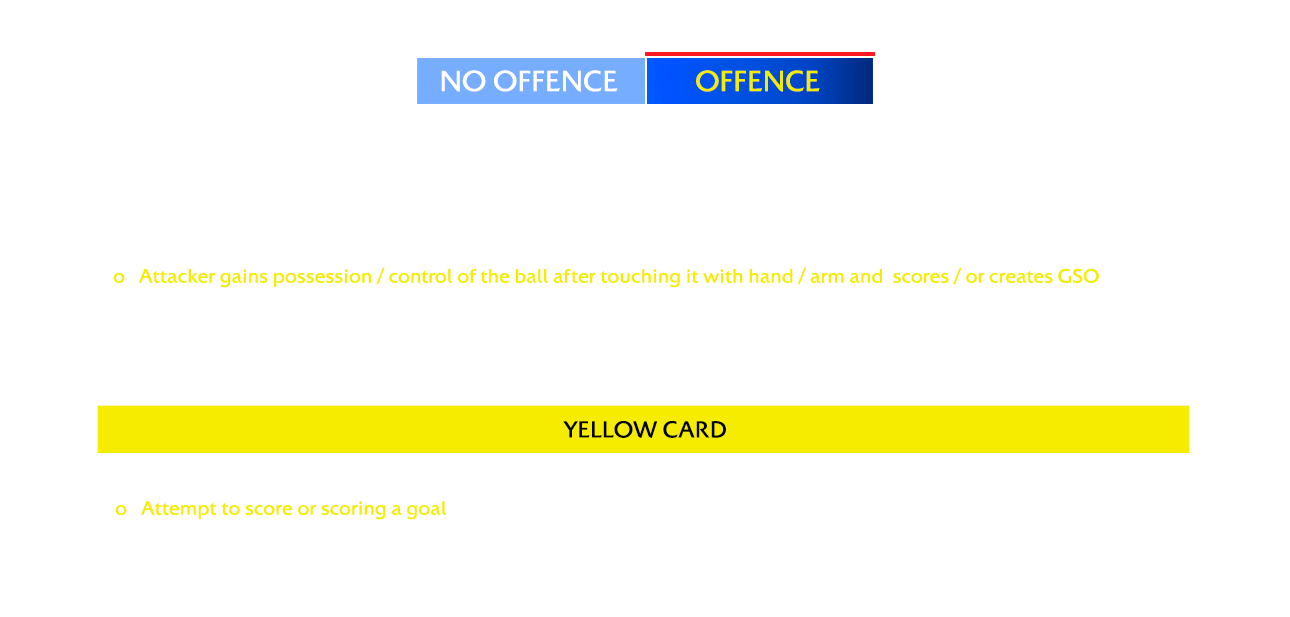 NO OFFENCE OFFENCE
o Attacker gains possession / control of the ball after touching it with hand / arm and scores / or creates GSO
YELLOW CARD
o Attempt to score or scoring a goal